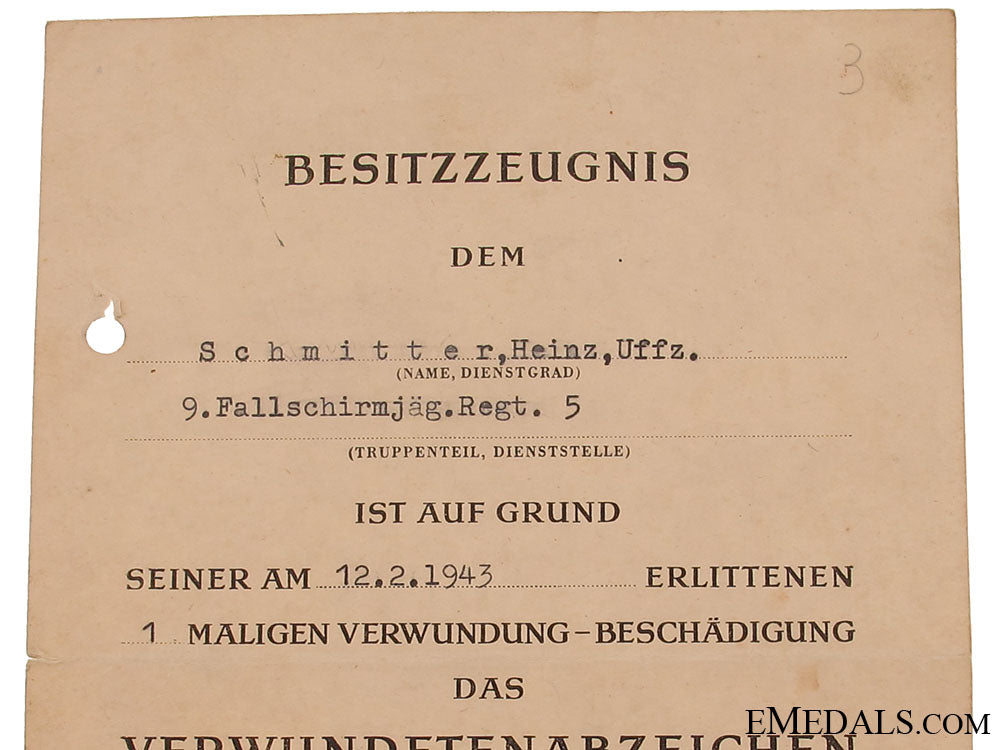 3
BESITZZEUGNIS
DEM
Schmitter, Heinz, Uffz.
(NAME, DIENSTGRAD)
9.Fallschirmjäg.Regt. 5
(TRUPPENTEIL, DIENSTSTELLE)
IST AUF GRUND
SEINER AM 12.2.1943 ERLITTENEN
1 MALIGEN VERWUNDUNG – BESCHÄDIGUNG
DAS
VERWUNDETENABZEICHEN
EMEDALS.COM